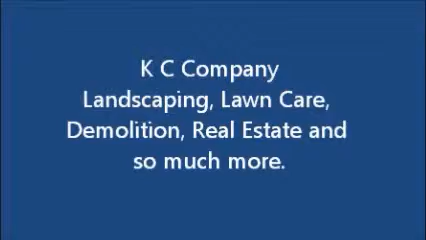 K C Company
Landscaping, Lawn Care,
Demolition, Real Estate and
so much more.